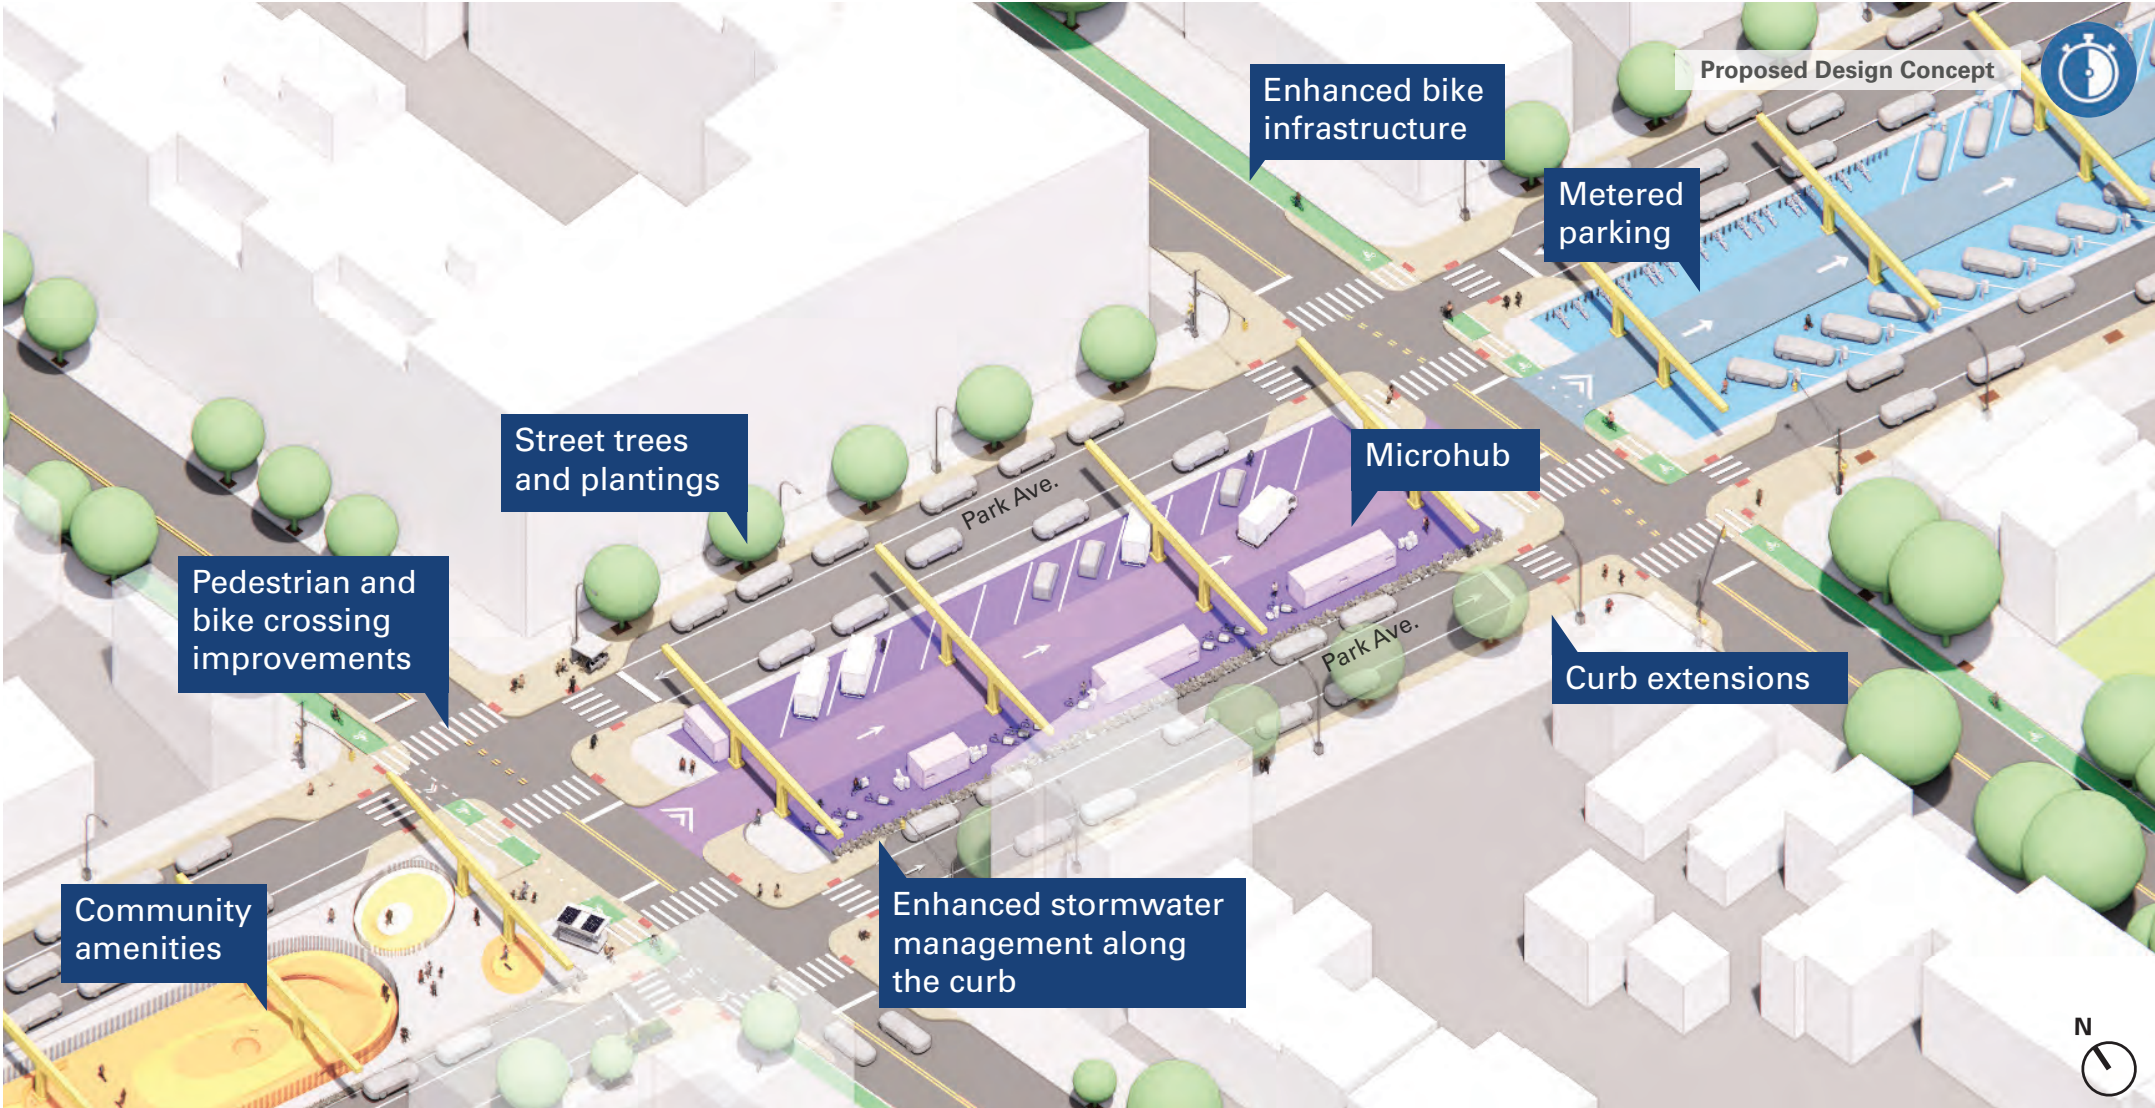 Proposed Design Concept
Enhanced bike
infrastructure
Metered
parking
Street trees
and plantings
Microhub
Park Ave.
Pedestrian and
bike crossing
improvements
Park Ave.
Curb extensions
Community
amenities
Enhanced stormwater
management along
the curb
N